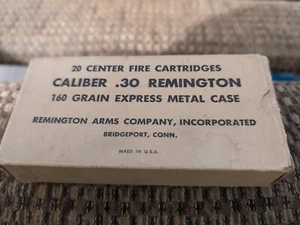 20 CENTER FIRE CARTRIDGES
CALIBER .30 REMINGTON
160 GRAIN EXPRESS METAL CASE
REMINGTON ARMS COMPANY, INCORPORATED
BRIDGEPORT, CONN.
MADE IN U.S.A.